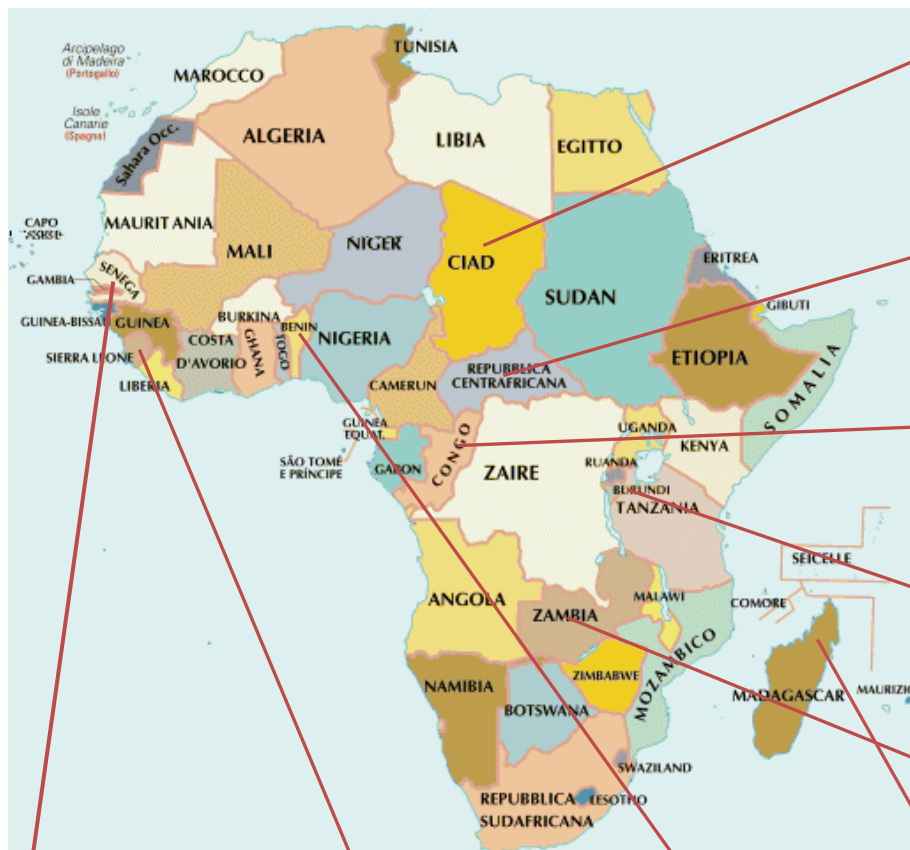 Arcipelago
di Madeira
(Portogallo)
TUNISIA
MAROCCO
Isole
Canarie
(Spagna)
ALGERIA
LIBIA
EGITTO
Sahara Occ.
CAPO
MAURITANIA
MALI
NIGER
CIAD
SUDAN
ERITREA
SENEGA
GAMBIA
GIBUTI
GUINEA-BISSAU
GUINEA
BURKINA
BENIN
NIGERIA
COSTA
D'AVORIO
GHANA
TOGO
SIERRA LEONE
LIBERIA
ETIOPIA
SOMALIA
REPUBBLICA
CENTRAFRICANA
CAMERUN
GUINEA
EQUAT.
UGANDA
KENYA
CONGO
SÃO TOMÉ
E PRÍNCIPE
GABON
ZAIRE
RUANDA
BURUNDI
TANZANIA
SEICELLE
ANGOLA
ZAMBIA
MALAWI
COMORE
MOZAMBICO
NAMIBIA
ZIMBABWE
BOTSWANA
MADAGASCAR
MAURIZIO
SWAZILAND
REPUBBLICA
SUDAFRICANA
LESOTHO